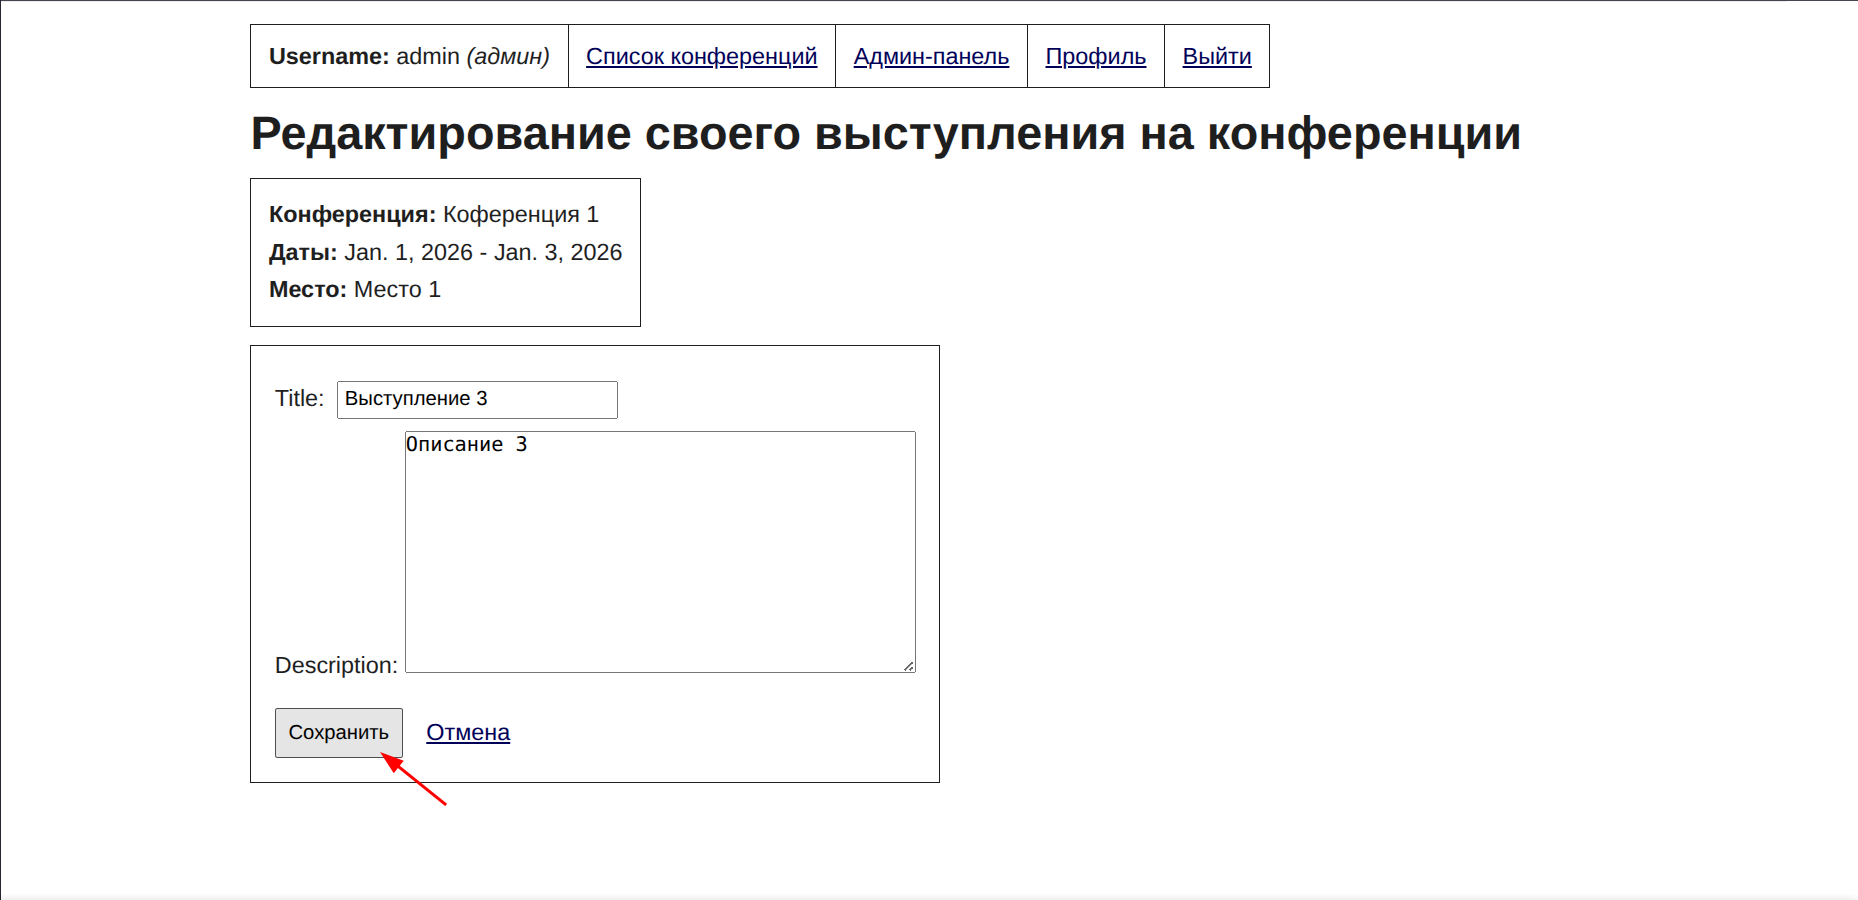 Username: admin (админ) Список конференций Админ-панель Профиль Выйти
Редактирование своего выступления на конференции
Конференция: Коференция 1
Даты: Jan. 1, 2026 - Jan. 3, 2026
Место: Место 1
Title: Выступление 3
Описание 3
Description:
Сохранить Отмена